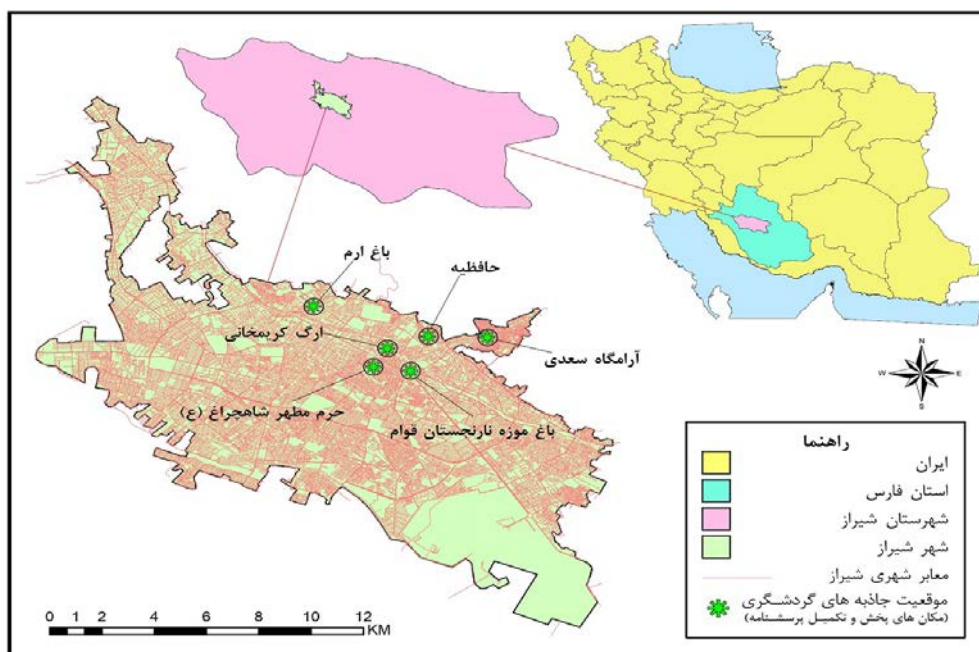 باغ ارم
حافظیه
ارگ کریمخانی
آرامگاه سعدی
حرم مطهر شاهچراغ (ع)
باغ موزه نارنجستان قوام
N
W
E
S
راهنما
ایران
استان فارس
شهرستان شیراز
شهر شیراز
معابر شهری شیراز
موقعیت جاذبه های گردشگری
(مکان های پخش و تکمیل پرسشنامه)
0 2 4 6 8 10 12
KM